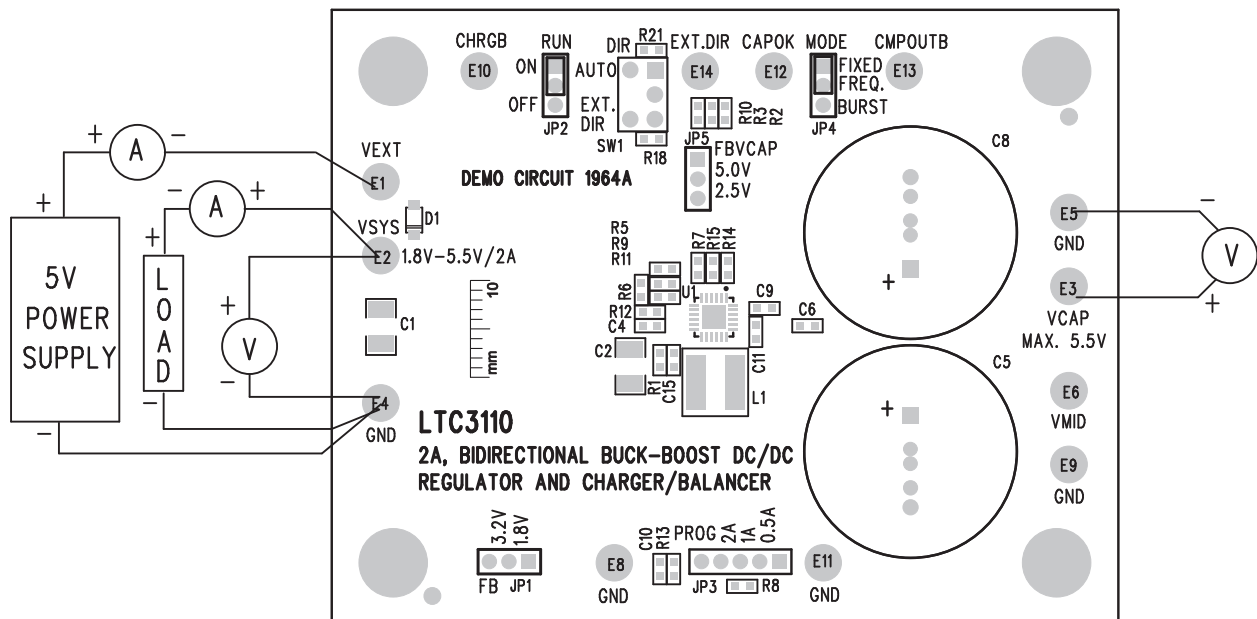 CHRGB
RUN
DIR
R21
EXT.DIR
CAPOK
MODE
CMPOUTB
E10
ON
OFF
JP2
AUTO
EXT.
DIR
SW1
R18
E14
E12
FIXED
FREQ.
BURST
JP4
E13
R10
R3
R2
JP5
FBVCAP
5.0V
2.5V
C8
+
A
-
VEXT
E1
DEMO CIRCUIT 1964A
+
A
+
-
VSYS
D1
E2
1.8V-5.5V/2A
+
5V
POWER
SUPPLY
-
+
LOAD
-
+
V
-
C1
10
mm
R5
R9
R11
R7
R15
R14
R6
U1
R12
C4
C9
C6
C2
C11
R1
C15
L1
+
E5
GND
-
V
+
E3
VCAP
MAX. 5.5V
C5
+
E6
VMID
E9
GND
E4
GND
LTC3110
2A, BIDIRECTIONAL BUCK-BOOST DC/DC
REGULATOR AND CHARGER/BALANCER
3.2V
1.8V
FB
JP1
E8
GND
C10
R13
PROG
2A
1A
0.5A
JP3
R8
E11
GND